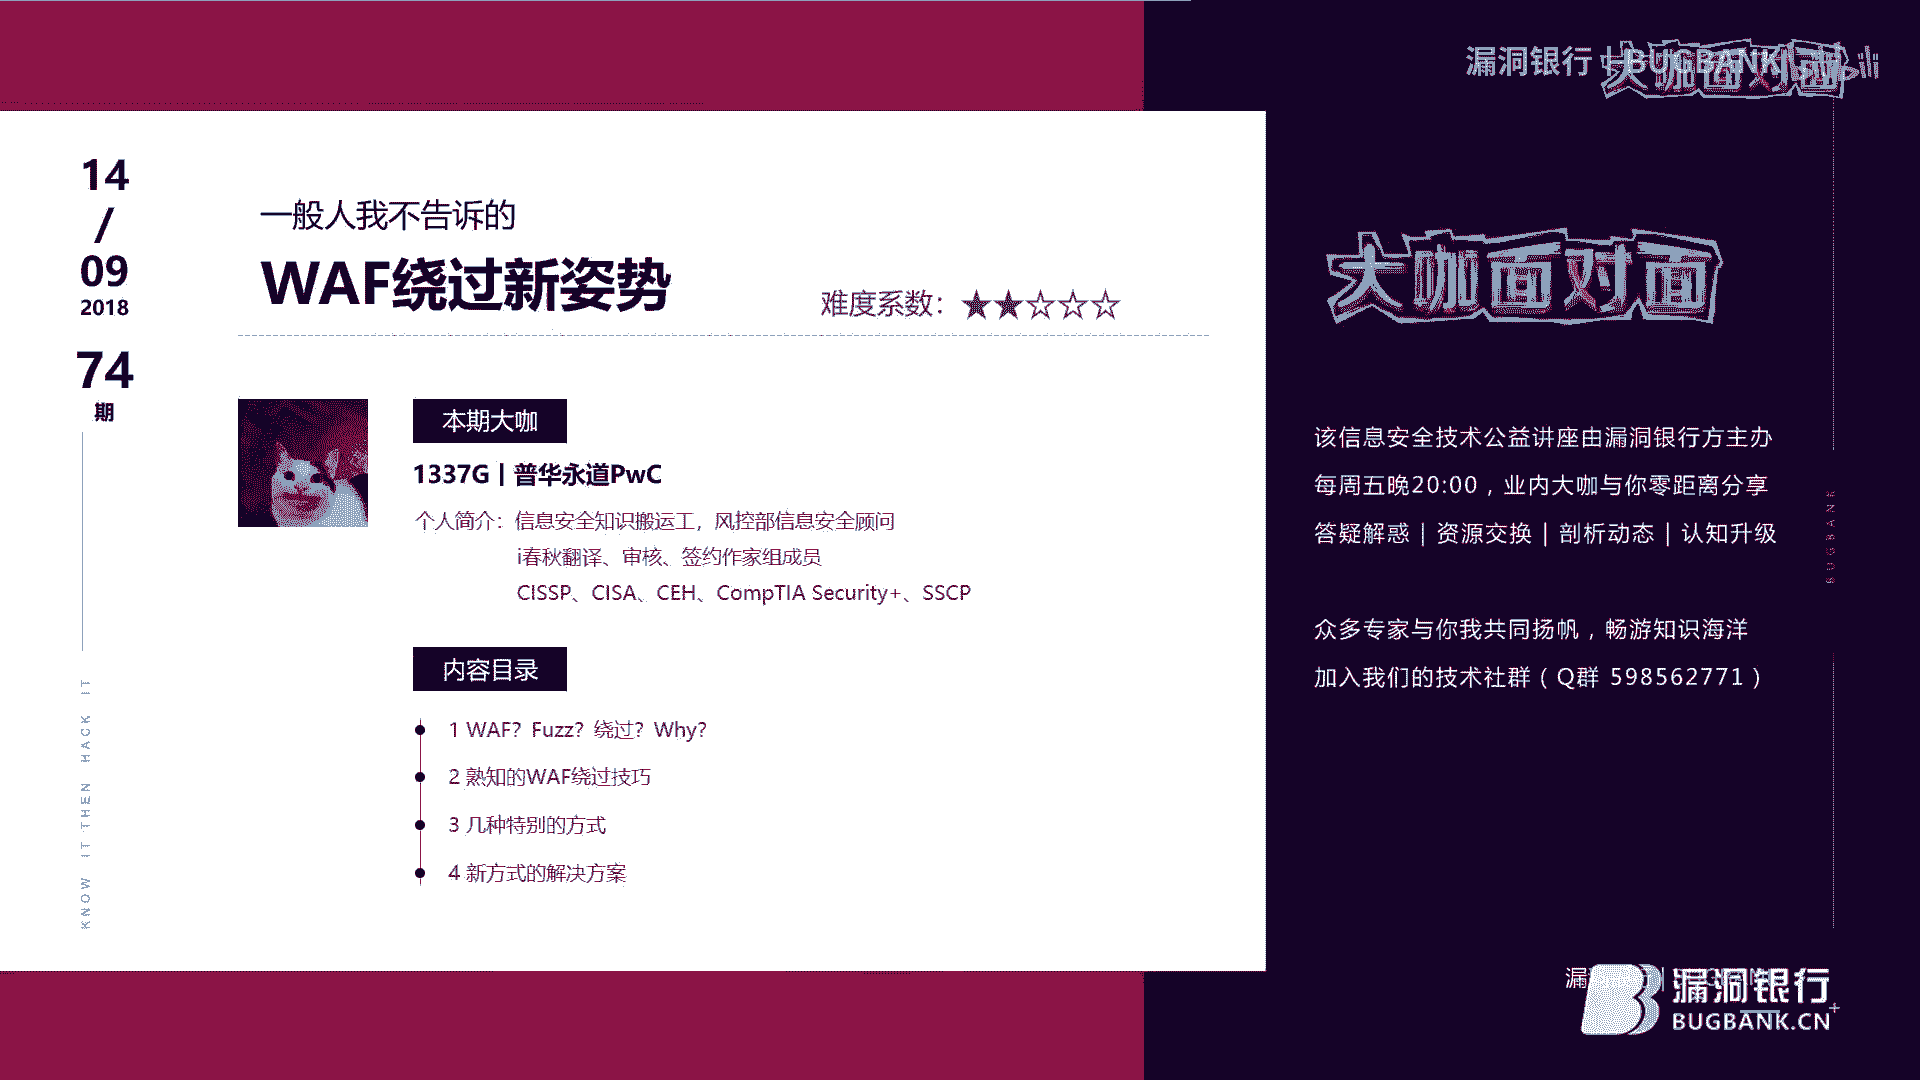 漏洞银行 | BUGBANK
大咖面对面
14
/
09
2018
74
期
KNOW IT THEN HACK IT
一般人我不告诉的
WAF绕过新姿势
难度系数：★★☆☆☆
本期大咖
1337G | 普华永道PwC
个人简介：信息安全知识搬运工，风控部信息安全顾问
i春秋翻译、审核、签约作家组成员
CISSP、CISA、CEH、CompTIA Security+、SSCP
内容目录
1 WAF？Fuzz？绕过？Why?
2 熟知的WAF绕过技巧
3 几种特别的方式
4 新方式的解决方案
大咖面对面
该信息安全技术公益讲座由漏洞银行方主办
每周五晚20:00，业内大咖与你零距离分享
答疑解惑 | 资源交换 | 剖析动态 | 认知升级
众多专家与你我共同扬帆，畅游知识海洋
加入我们的技术社群（Q群 598562771）
BUGBANK
漏洞银行
BUGBANK.CN